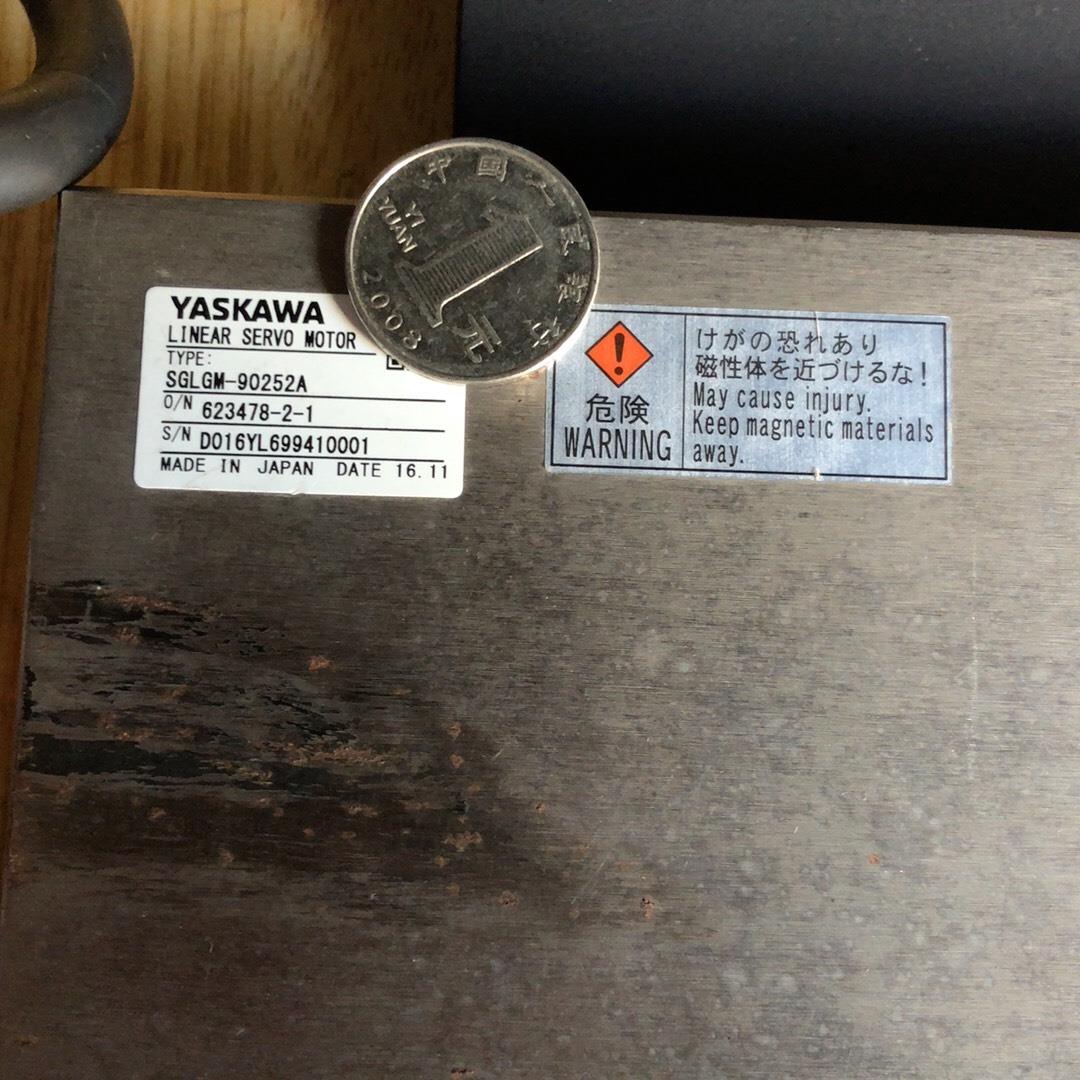 中国人民银行
YI
YUAN
1
元
2003
YASKAWA
LINEAR SERVO MOTOR
TYPE:
SGLGM-90252A
O/N 623478-2-1
S/N D016YL699410001
MADE IN JAPAN DATE 16.11
!
危険
WARNING
けがの恐れあり
磁性体を近づけるな!
May cause injury.
Keep magnetic materials
away.